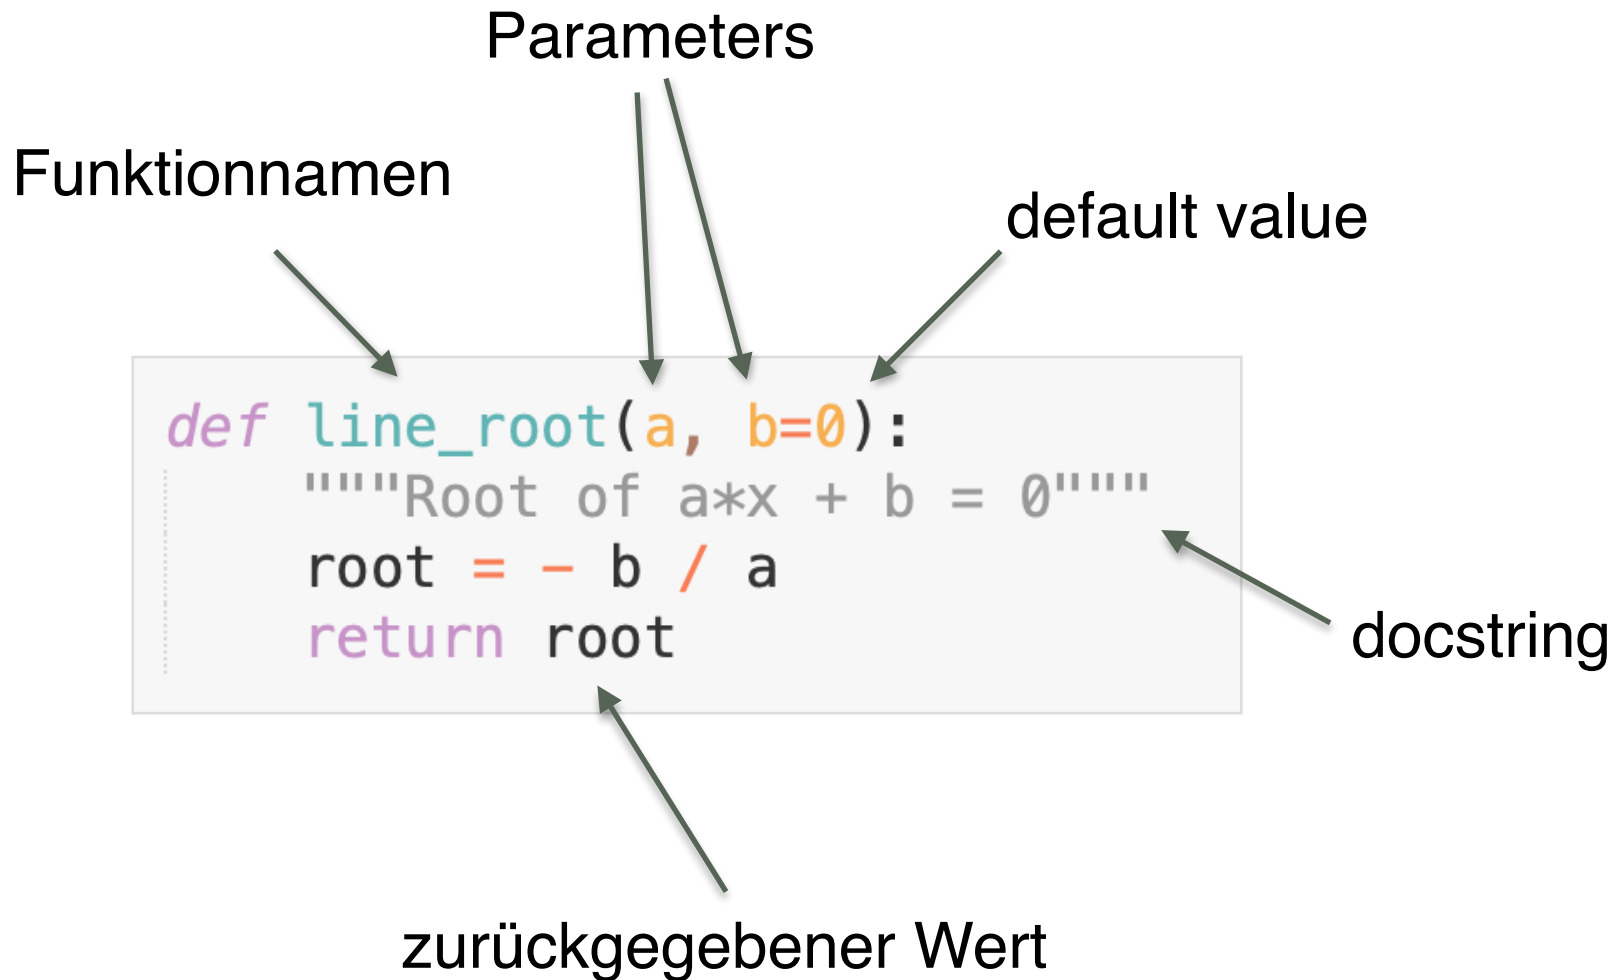 Parameters
Funktionnamen
default value
def line_root(a, b=0):
"""Root of a*x + b = 0"""
root = - b / a
return root
docstring
zurückgegebener Wert